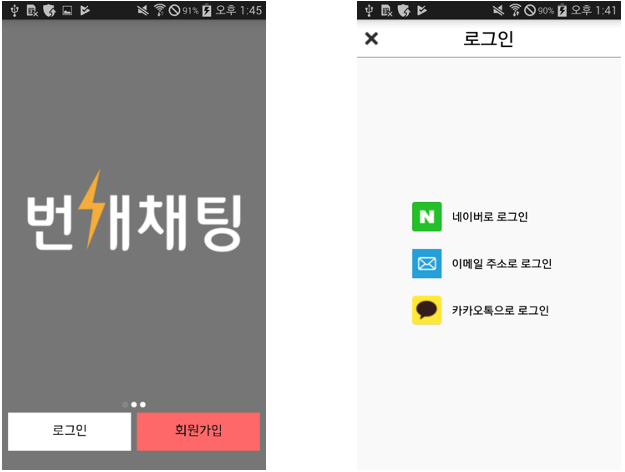 91% 오후 1:45
번개채팅
로그인
회원가입
90% 오후 1:41
로그인
N
네이버로 로그인
이메일 주소로 로그인
카카오톡으로 로그인